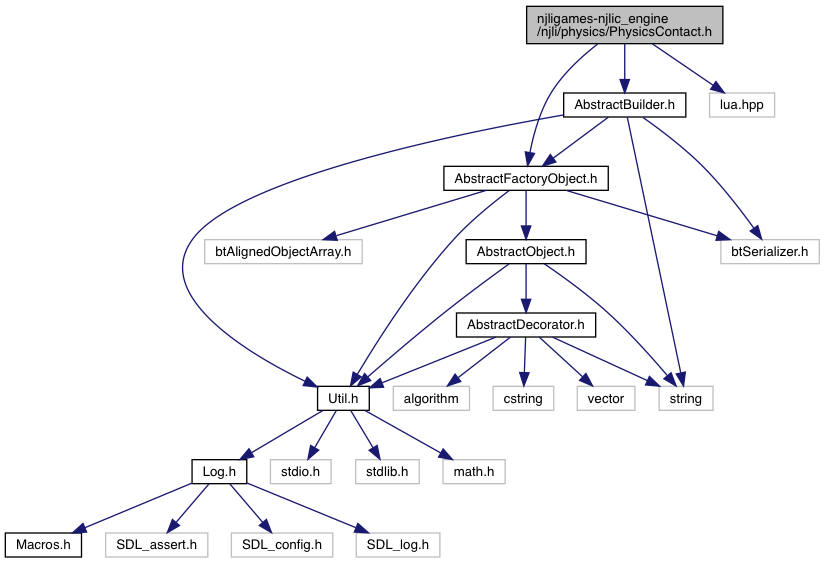 njligames-njlic_engine
/njli/physics/PhysicsContact.h
AbstractBuilder.h
lua.hpp
AbstractFactoryObject.h
btAlignedObjectArray.h
AbstractObject.h
btSerializer.h
AbstractDecorator.h
Util.h
algorithm
cstring
vector
string
Log.h
stdio.h
stdlib.h
math.h
Macros.h
SDL_assert.h
SDL_config.h
SDL_log.h